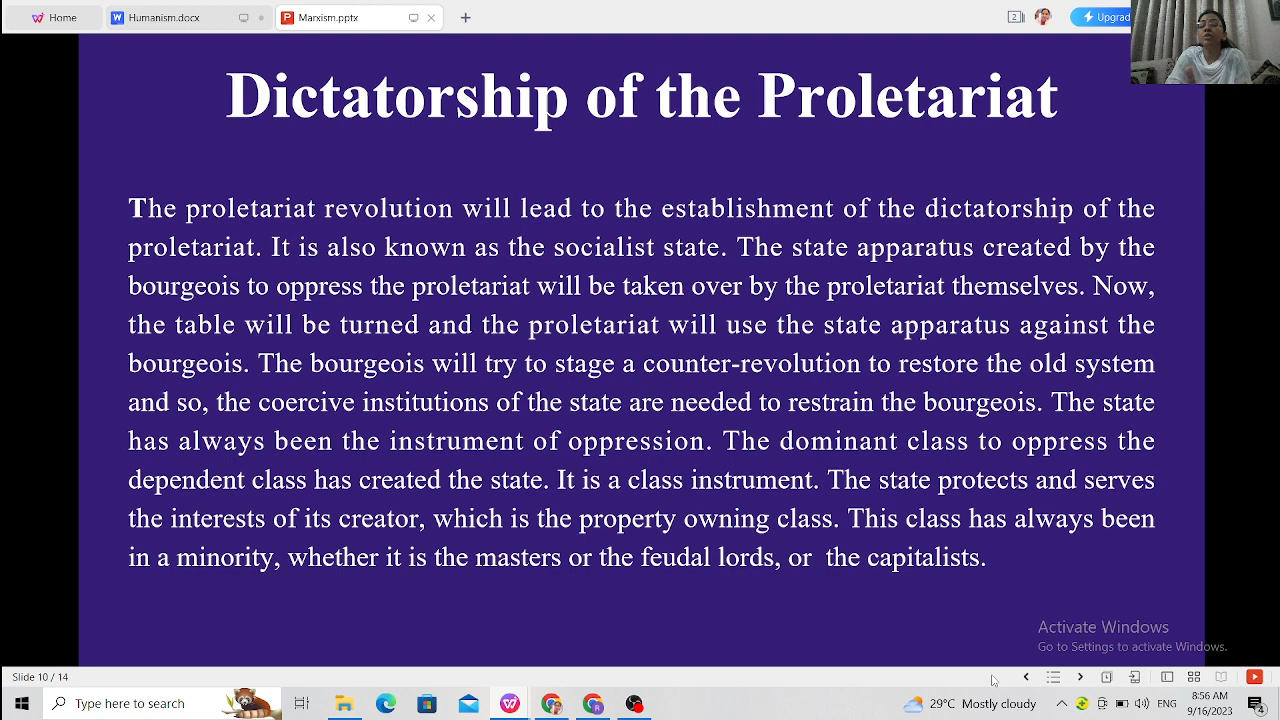 Home
Humanism.docx
Marxism.pptx
2
Upgrad
Dictatorship of the Proletariat
The proletariat revolution will lead to the establishment of the dictatorship of the
proletariat. It is also known as the socialist state. The state apparatus created by the
bourgeois to oppress the proletariat will be taken over by the proletariat themselves. Now,
the table will be turned and the proletariat will use the state apparatus against the
bourgeois. The bourgeois will try to stage a counter-revolution to restore the old system
and so, the coercive institutions of the state are needed to restrain the bourgeois. The state
has always been the instrument of oppression. The dominant class to oppress the
dependent class has created the state. It is a class instrument. The state protects and serves
the interests of its creator, which is the property owning class. This class has always been
in a minority, whether it is the masters or the feudal lords, or the capitalists.
Activate Windows
Go to Settings to activate Windows.
Slide 10 / 14
Type here to search
29°C Mostly cloudy
ENG
8:56 AM
9/16/2023
4